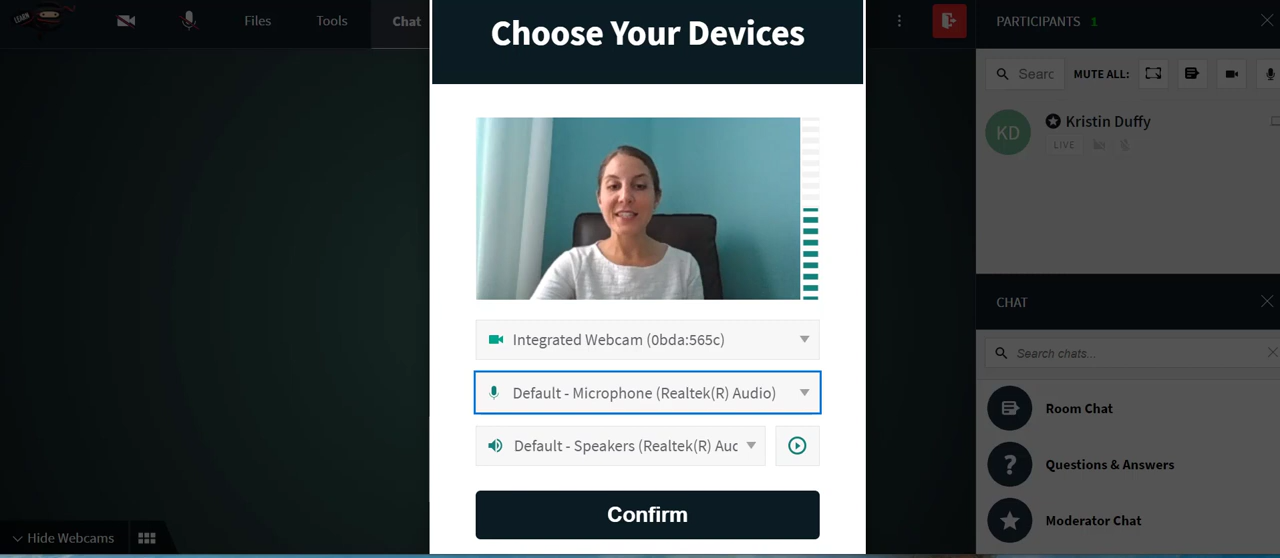 LEARN
Files
Tools
Chat
Choose Your Devices
Integrated Webcam (0bda:565c)
Default - Microphone (Realtek(R) Audio)
Default - Speakers (Realtek(R) Auc
Confirm
Hide Webcams
PARTICIPANTS 1
Searc
MUTE ALL:
KD
Kristin Duffy
LIVE
CHAT
Search chats...
Room Chat
? Questions & Answers
Moderator Chat